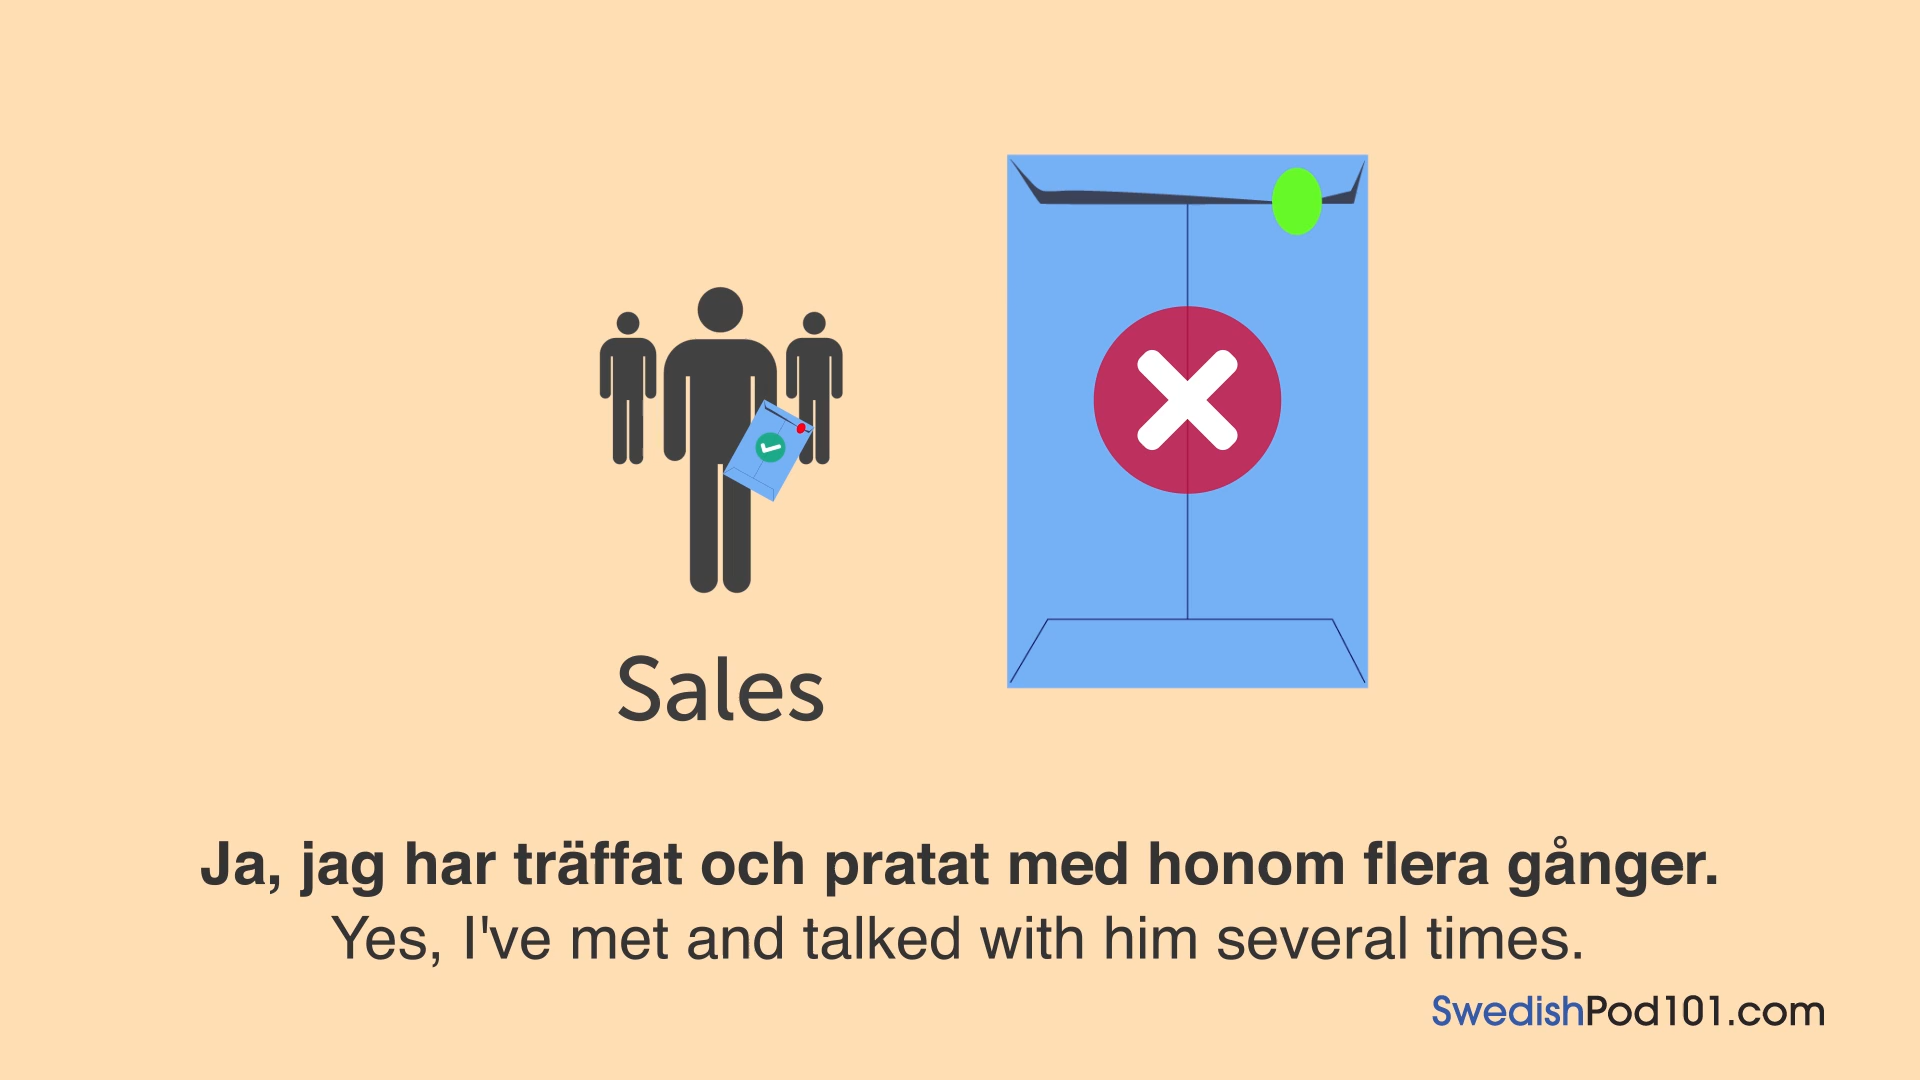 Sales
Ja, jag har träffat och pratat med honom flera gånger.
Yes, I've met and talked with him several times.
SwedishPod101.com